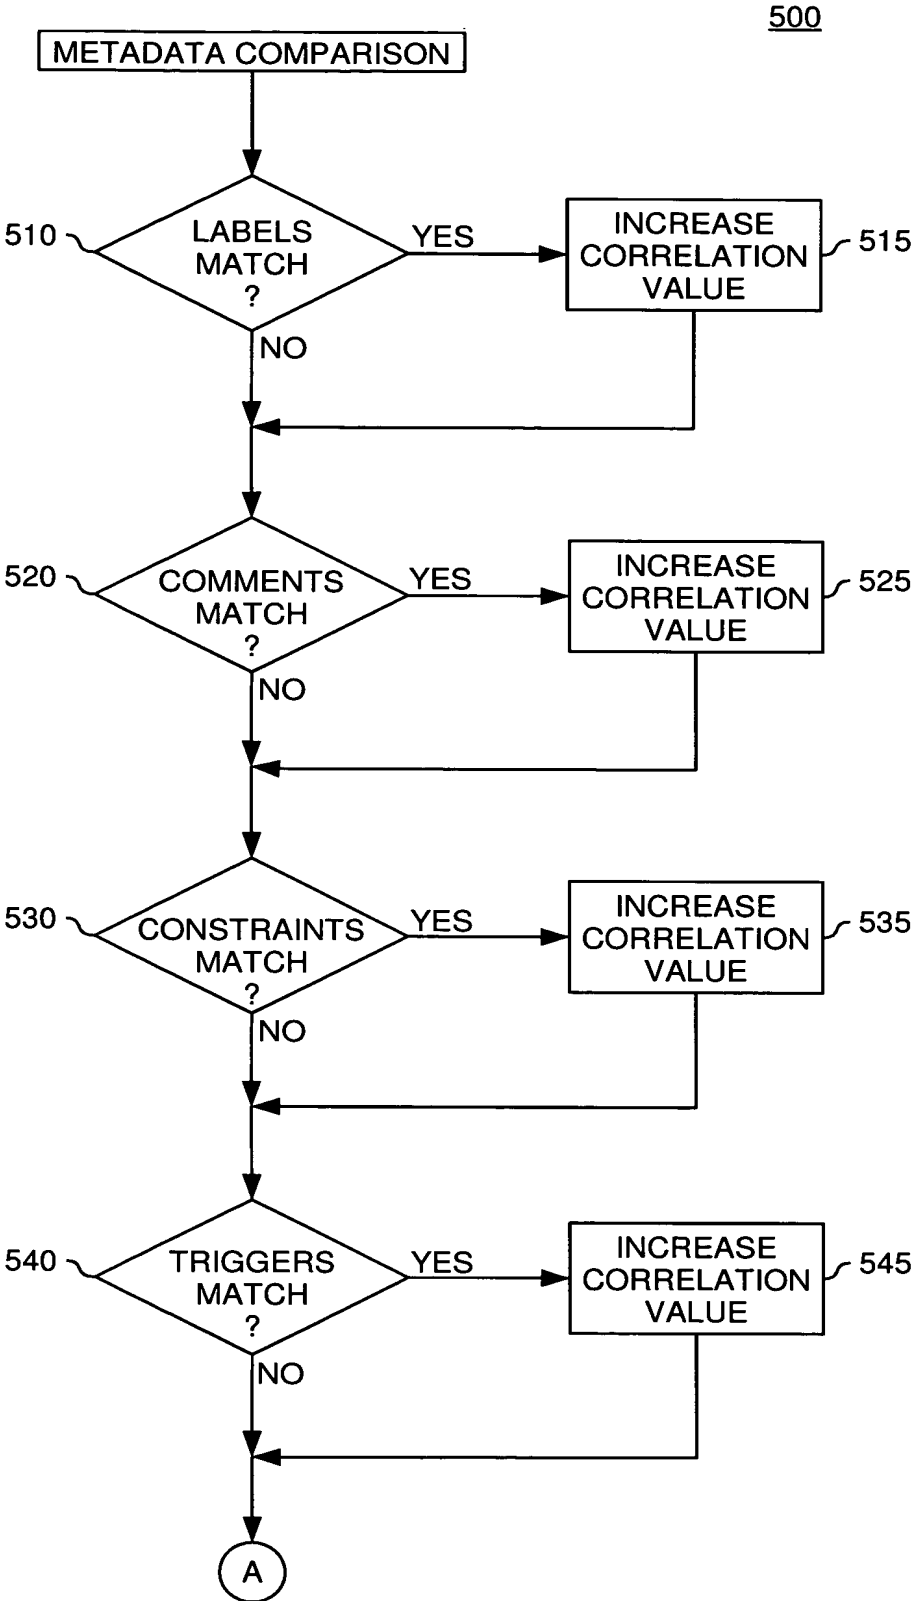 500
METADATA COMPARISON
510
LABELS
MATCH
?
YES
INCREASE
CORRELATION
VALUE
515
NO
520
COMMENTS
MATCH
?
YES
INCREASE
CORRELATION
VALUE
525
NO
530
CONSTRAINTS
MATCH
?
YES
INCREASE
CORRELATION
VALUE
535
NO
540
TRIGGERS
MATCH
?
YES
INCREASE
CORRELATION
VALUE
545
NO
A